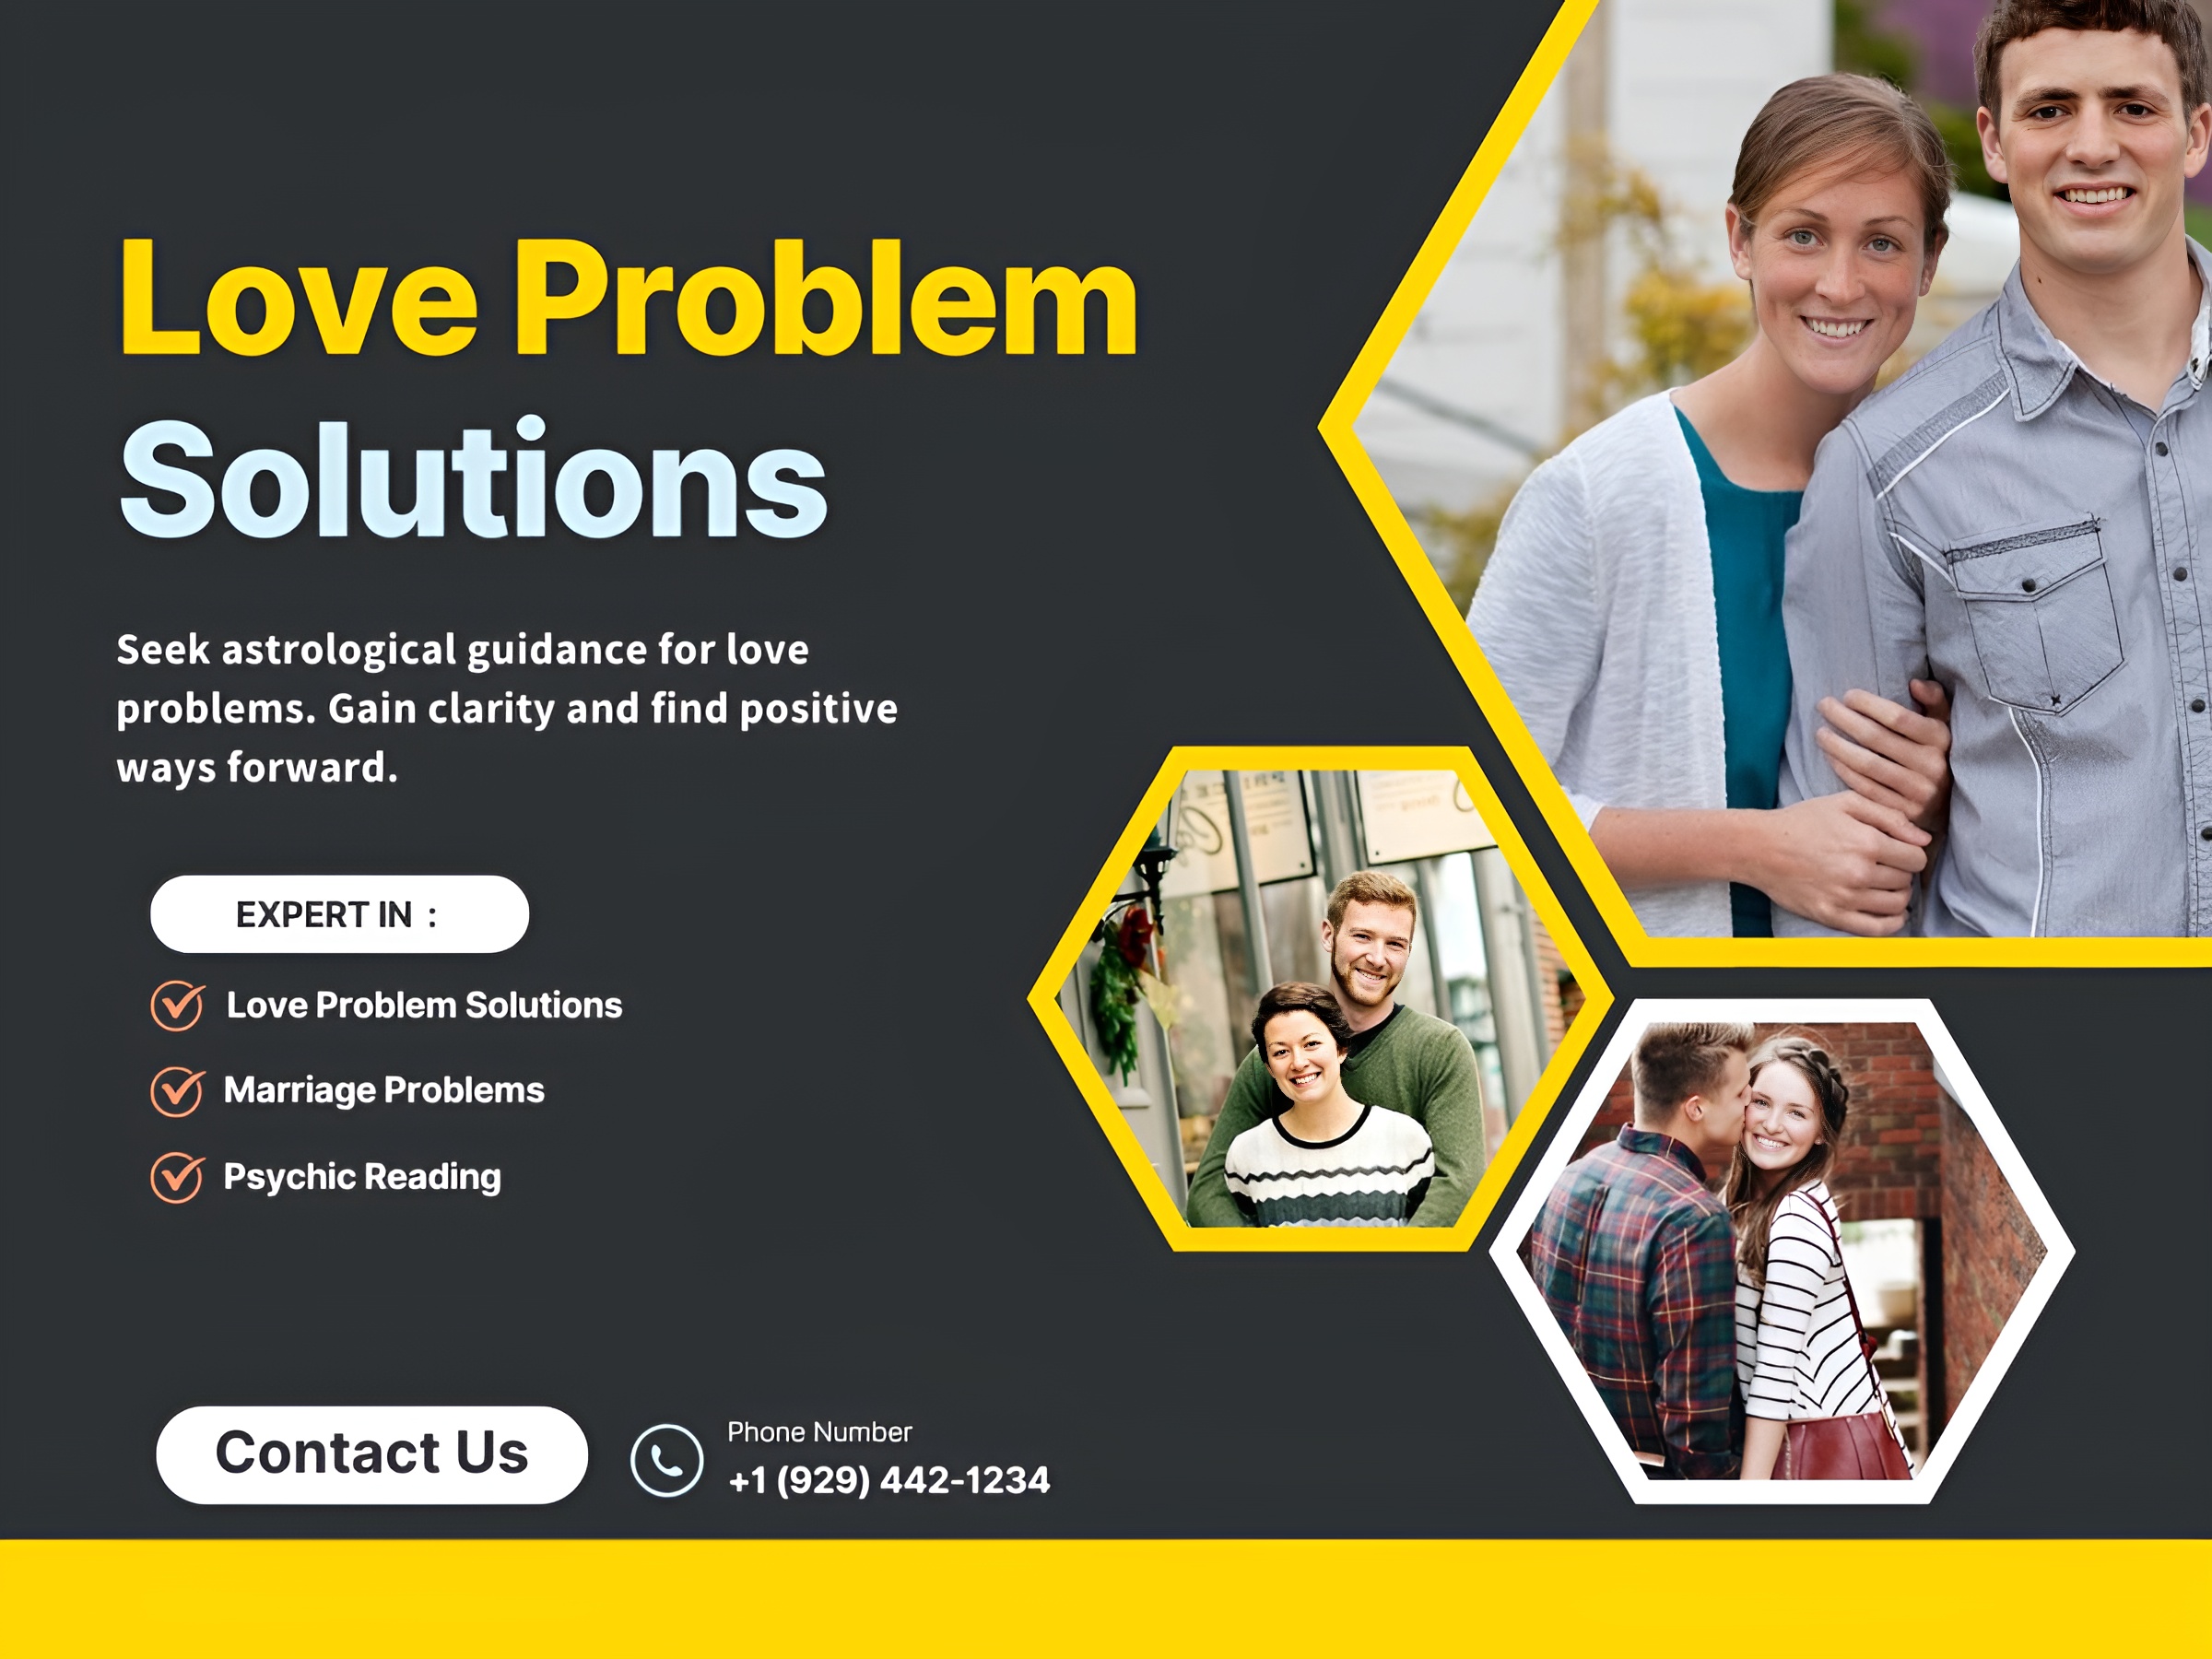 Love Problem
Solutions
Seek astrological guidance for love
problems. Gain clarity and find positive
ways forward.
EXPERT IN :
Love Problem Solutions
Marriage Problems
Psychic Reading
Contact Us
Phone Number
+1 (929) 442-1234